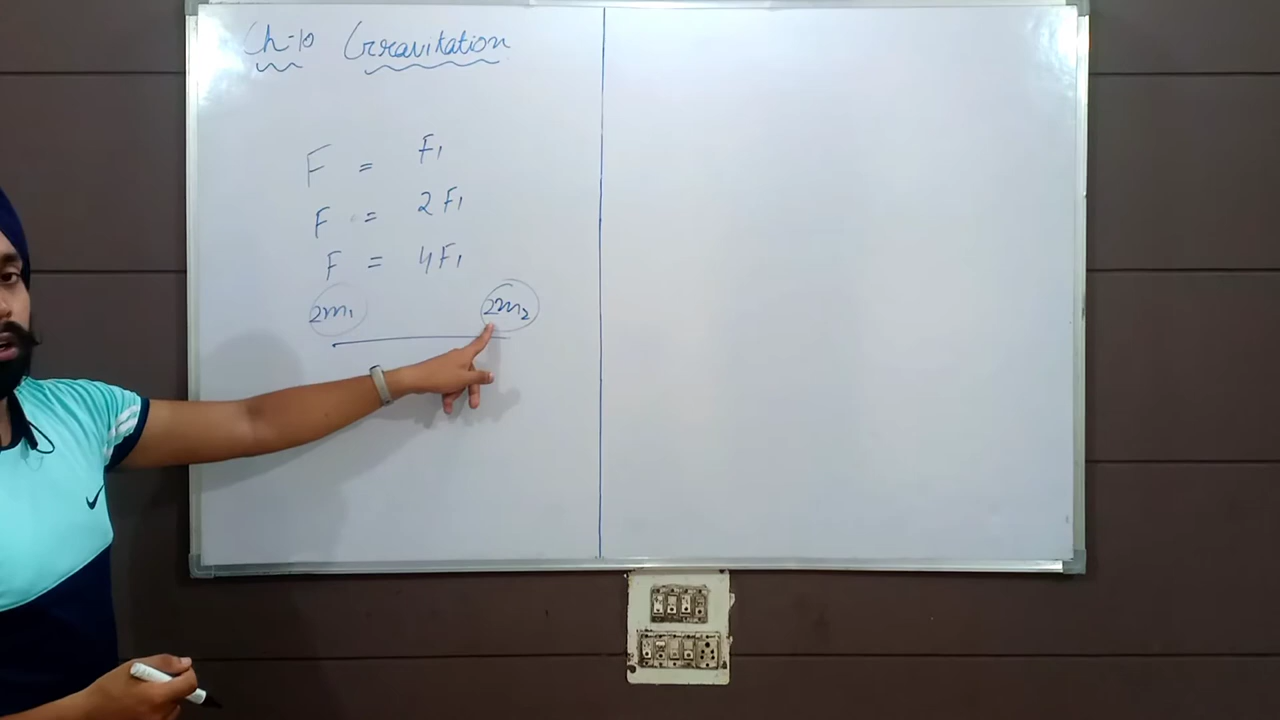 Ch-10 Gravitation
F = F₁
F = 2F₁
F = 4F₁
2m₁ 2m₂